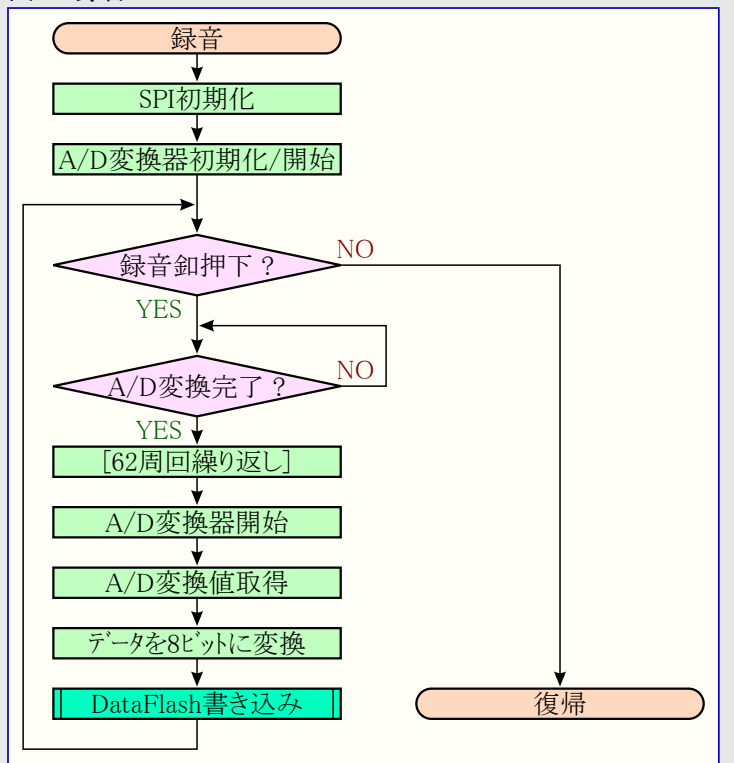 録音
SPI初期化
A/D変換器初期化/開始
録音釦押下 ?
NO
YES
A/D変換完了 ?
NO
YES
[62周回繰り返し]
A/D変換器開始
A/D変換値取得
データを8ビットに変換
DataFlash書き込み
復帰